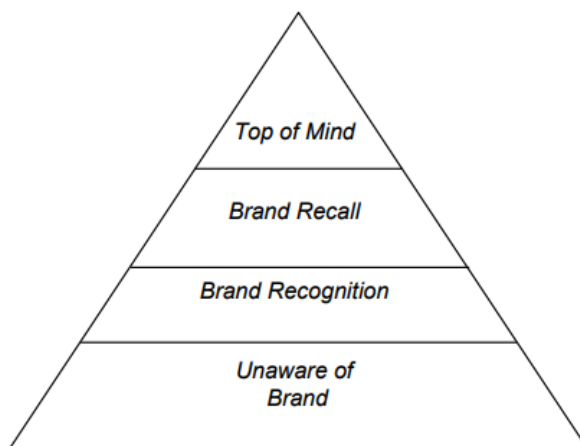 Top of Mind
Brand Recall
Brand Recognition
Unaware of
Brand